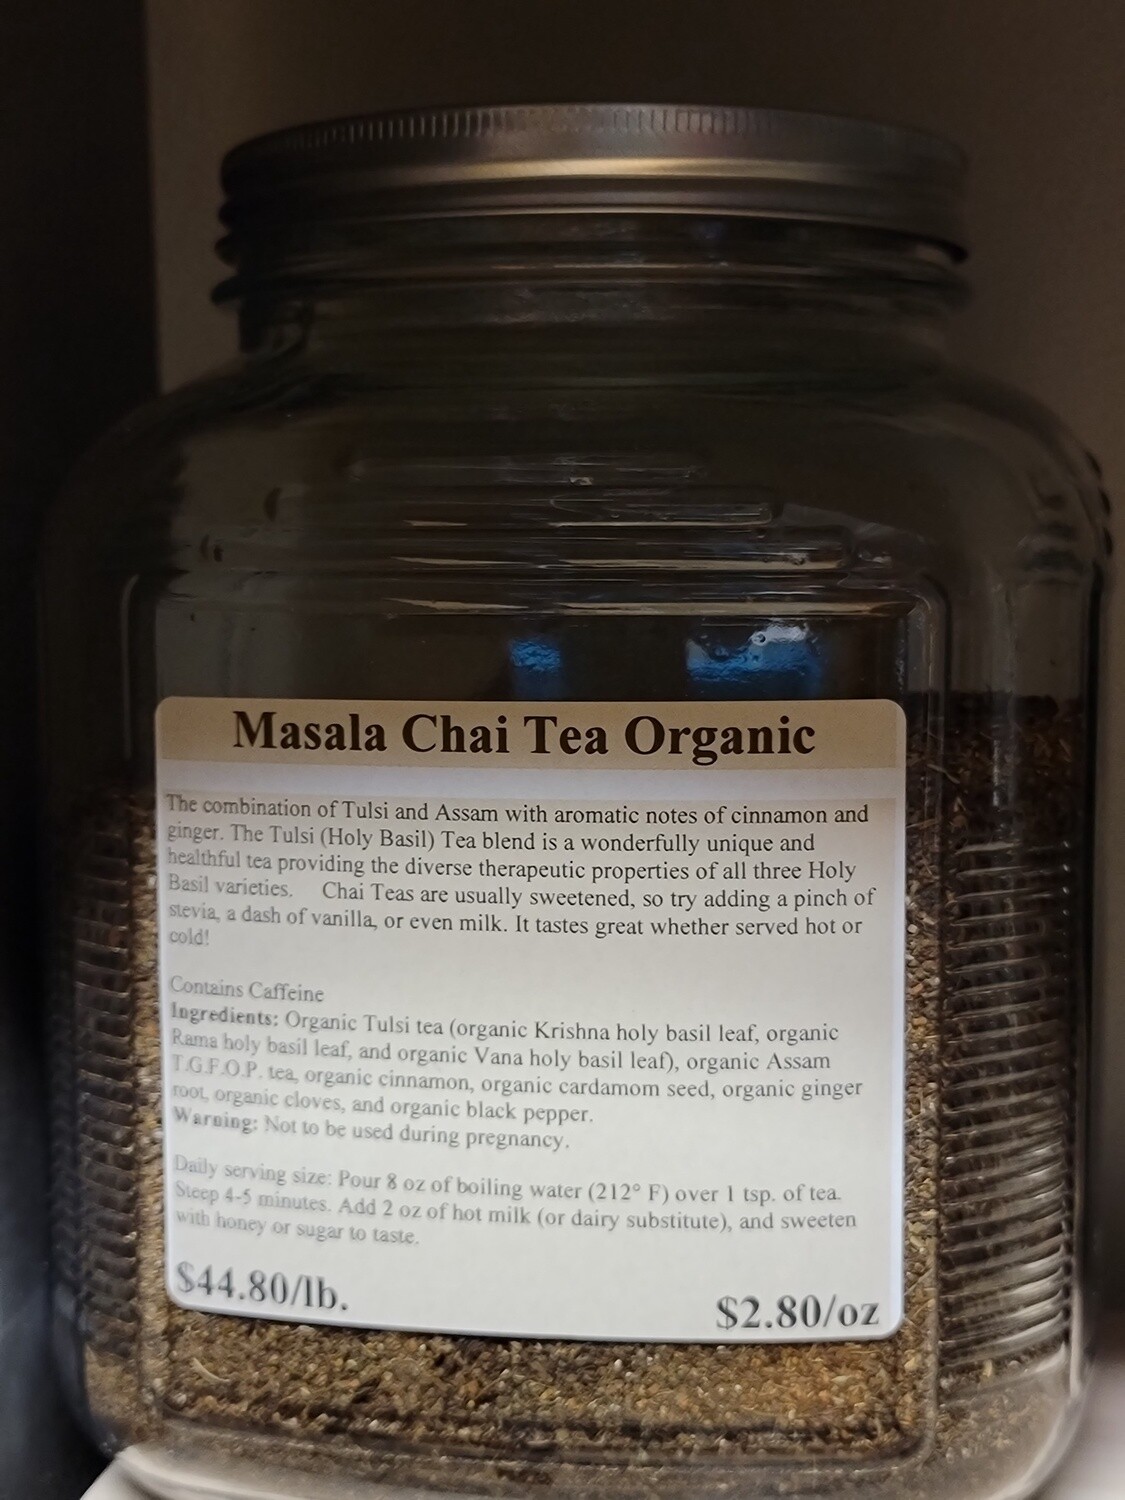 Masala Chai Tea Organic
The combination of Tulsi and Assam with aromatic notes of cinnamon and
ginger. The Tulsi (Holy Basil) Tea blend is a wonderfully unique and
healthful tea providing the diverse therapeutic properties of all three Holy
Basil varieties. Chai Teas are usually sweetened, so try adding a pinch of
stevia, a dash of vanilla, or even milk. It tastes great whether served hot or
cold!
Contains Caffeine
Ingredients: Organic Tulsi tea (organic Krishna holy basil leaf, organic
Rama holy basil leaf, and organic Vana holy basil leaf), organic Assam
T.G.F.O.P. tea, organic cinnamon, organic cardamom seed, organic ginger
root, organic cloves, and organic black pepper.
Warning: Not to be used during pregnancy.
Daily serving size: Pour 8 oz of boiling water (212° F) over 1 tsp. of tea.
Steep 4-5 minutes. Add 2 oz of hot milk (or dairy substitute), and sweeten
with honey or sugar to taste.
$44.80/lb.
$2.80/oz